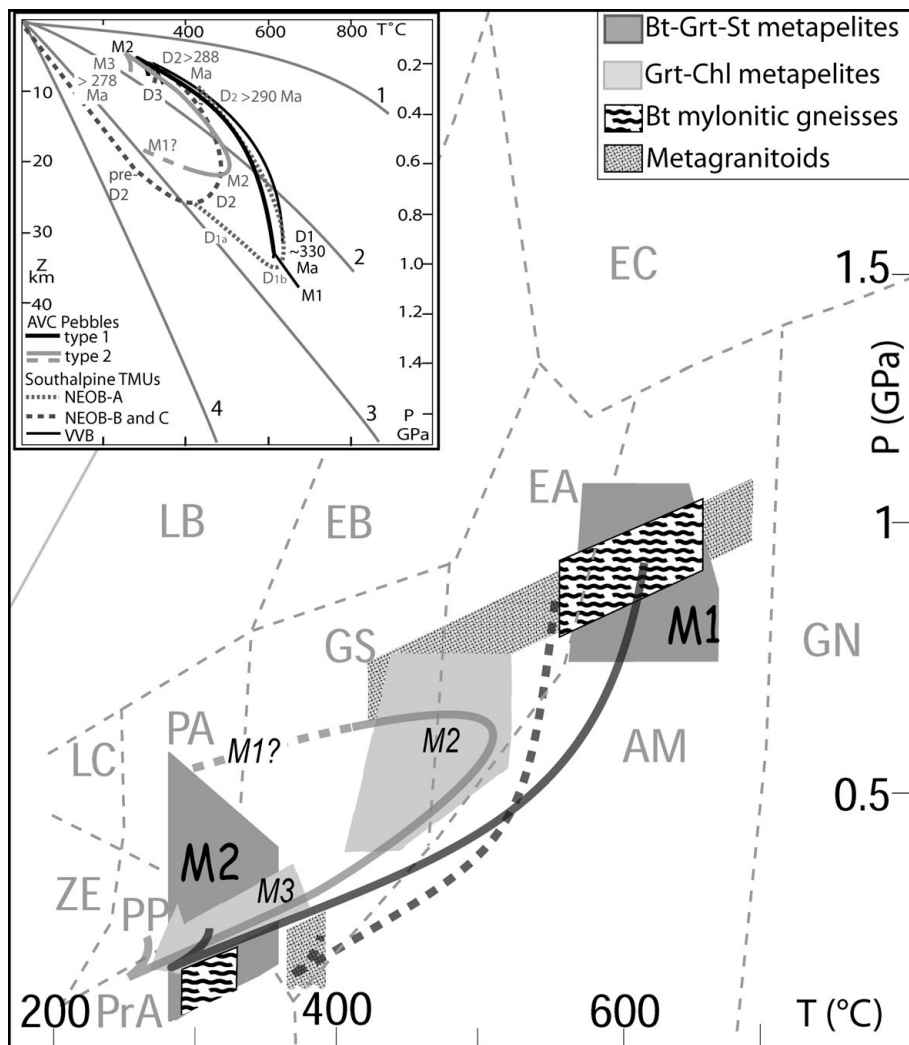 0 200 400 600 800
T°C
M2
M3
> 278
Ma
D2>288
Ma
D3
D2 >290 Ma
1
0.2
0.4
0.6
0.8
1.0
1.2
1.4
P
GPa
-10
-20
-30
-40
Z
km
M1?
pre-
D2
M2
D2
D1a
D1b
D1
~330
Ma
M1
2
3
4
AVC Pebbles
type 1
type 2
Southalpine TMUs
NEOB-A
NEOB-B and C
VVB
Bt-Grt-St metapelites
Grt-Chl metapelites
Bt mylonitic gneisses
Metagranitoids
EC
1.5
P (GPa)
LB
EB
EA
1
GS
M1
GN
LC
PA
M1?
M2
AM
0.5
M2
M3
ZE
PP
PrA
200
400
600
T (°C)